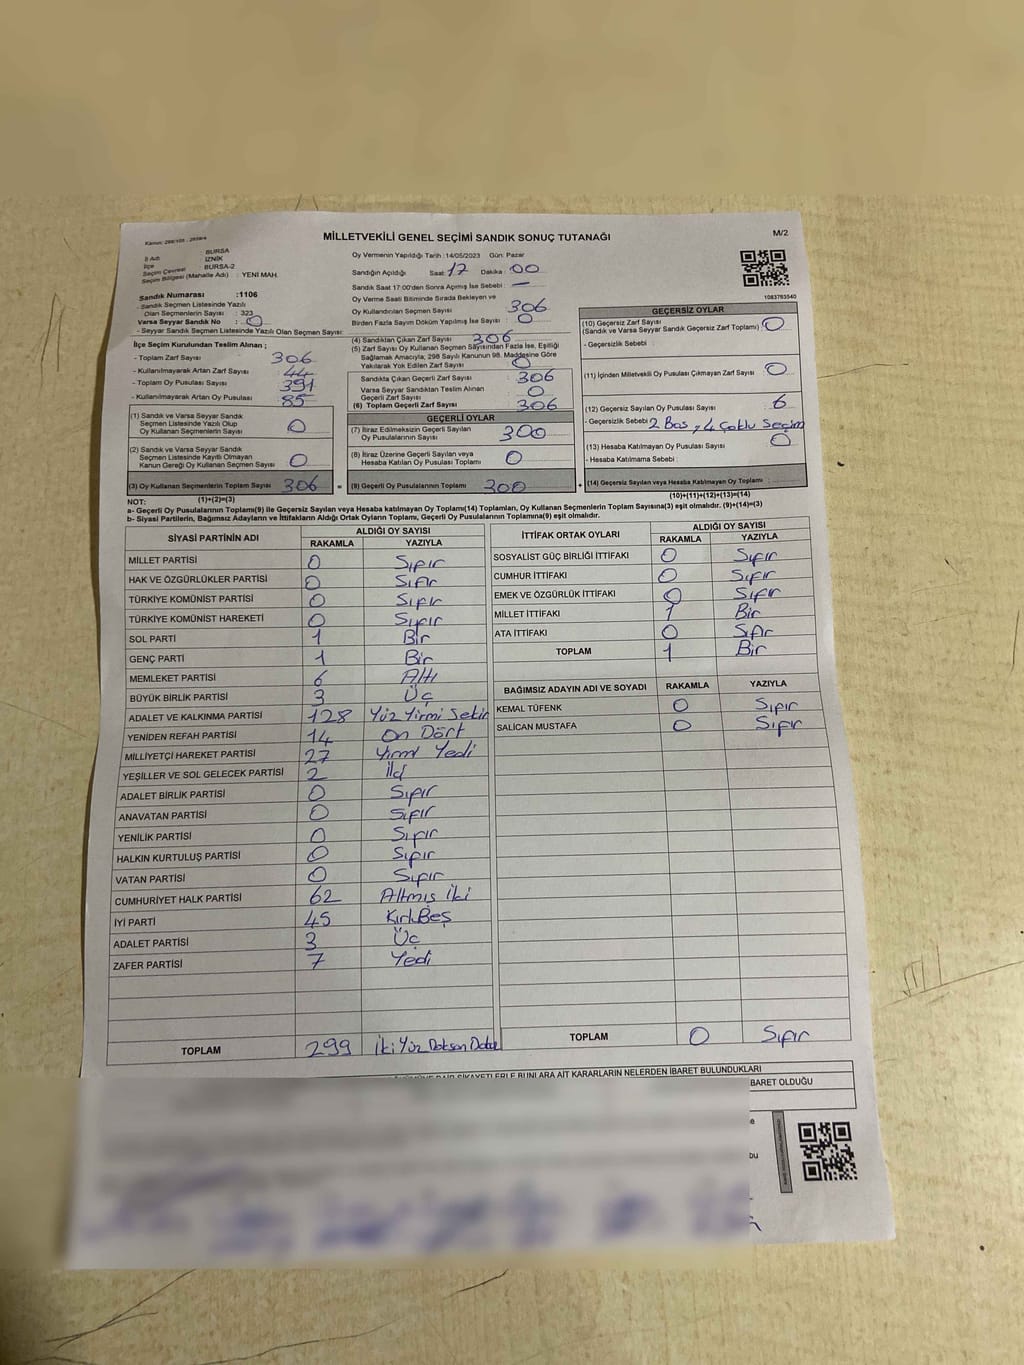 Kanun: 298/105 - 2839/4
MİLLETVEKİLİ GENEL SEÇİMİ SANDIK SONUÇ TUTANAĞI
M/2
İl Adı : BURSA
İlçe : İZNİK
Seçim Çevresi : BURSA-2
Seçim Bölgesi (Mahalle Adı) : YENİ MAH.
Sandık Numarası :1106
- Sandık Seçmen Listesinde Yazılı
Olan Seçmenlerin Sayısı : 323
Varsa Seyyar Sandık No : 0
- Seyyar Sandık Seçmen Listesinde Yazılı Olan Seçmen Sayısı:
Oy Vermenin Yapıldığı Tarih :14/05/2023 Gün: Pazar
Sandığın Açıldığı Saat: 17 Dakika : 00
Sandık Saat 17:00'den Sonra Açılmış İse Sebebi : —
Oy Verme Saati Bitiminde Sırada Bekleyen ve
Oy Kullandırılan Seçmen Sayısı : 306
Birden Fazla Sayım Döküm Yapılmış İse Sayısı : 0
1083783540
İlçe Seçim Kurulundan Teslim Alınan ;
- Toplam Zarf Sayısı : 306
- Kullanılmayarak Artan Zarf Sayısı : 44
- Toplam Oy Pusulası Sayısı : 391
- Kullanılmayarak Artan Oy Pusulası : 85
(1) Sandık ve Varsa Seyyar Sandık
Seçmen Listesinde Yazılı Olup
Oy Kullanan Seçmenlerin Sayısı : 0
(2) Sandık ve Varsa Seyyar Sandık
Seçmen Listesinde Kayıtlı Olmayan
Kanun Gereği Oy Kullanan Seçmen Sayısı : 0
(3) Oy Kullanan Seçmenlerin Toplam Sayısı : 306
(4) Sandıktan Çıkan Zarf Sayısı : 306
(5) Zarf Sayısı Oy Kullanan Seçmen Sayısından Fazla İse, Eşitliği
Sağlamak Amacıyla; 298 Sayılı Kanunun 98. Maddesine Göre
Yakılarak Yok Edilen Zarf Sayısı : 0
Sandıkta Çıkan Geçerli Zarf Sayısı : 306
Varsa Seyyar Sandıktan Teslim Alınan
Geçerli Zarf Sayısı : 0
(6) Toplam Geçerli Zarf Sayısı : 306
GEÇERLİ OYLAR
(7) İtiraz Edilmeksizin Geçerli Sayılan
Oy Pusulalarının Sayısı : 300
(8) İtiraz Üzerine Geçerli Sayılan veya
Hesaba Katılan Oy Pusulası Toplamı : 0
= (9) Geçerli Oy Pusulalarının Toplamı : 300
GEÇERSİZ OYLAR
(10) Geçersiz Zarf Sayısı
(Sandık ve Varsa Seyyar Sandık Geçersiz Zarf Toplamı) : 0
- Geçersizlik Sebebi :
(11) İçinden Milletvekili Oy Pusulası Çıkmayan Zarf Sayısı : 0
(12) Geçersiz Sayılan Oy Pusulası Sayısı : 6
- Geçersizlik Sebebi : 2 Boş, 4 Çoklu Seçim
(13) Hesaba Katılmayan Oy Pusulası Sayısı : 0
- Hesaba Katılmama Sebebi :
+ (14) Geçersiz Sayılan veya Hesaba Katılmayan Oy Toplamı :
NOT: (1)+(2)=(3)
(10)+(11)+(12)+(13)=(14)
a- Geçerli Oy Pusulalarının Toplamı(9) ile Geçersiz Sayılan veya Hesaba katılmayan Oy Toplamı(14) Toplamları, Oy Kullanan Seçmenlerin Toplam Sayısına(3) eşit olmalıdır. (9)+(14)=(3)
b- Siyasi Partilerin, Bağımsız Adayların ve İttifakların Aldığı Ortak Oyların Toplamı, Geçerli Oy Pusulalarının Toplamına(9) eşit olmalıdır.
SİYASİ PARTİNİN ADI ALDIĞI OY SAYISI
RAKAMLA YAZIYLA
MİLLET PARTİSİ 0 Sıfır
HAK VE ÖZGÜRLÜKLER PARTİSİ 0 Sıfır
TÜRKİYE KOMÜNİST PARTİSİ 0 Sıfır
TÜRKİYE KOMÜNİST HAREKETİ 0 Sıfır
SOL PARTİ 1 Bir
GENÇ PARTİ 1 Bir
MEMLEKET PARTİSİ 6 Altı
BÜYÜK BİRLİK PARTİSİ 3 Üç
ADALET VE KALKINMA PARTİSİ 128 Yüz Yirmi Sekiz
YENİDEN REFAH PARTİSİ 14 On Dört
MİLLİYETÇİ HAREKET PARTİSİ 27 Yirmi Yedi
YEŞİLLER VE SOL GELECEK PARTİSİ 2 İki
ADALET BİRLİK PARTİSİ 0 Sıfır
ANAVATAN PARTİSİ 0 Sıfır
YENİLİK PARTİSİ 0 Sıfır
HALKIN KURTULUŞ PARTİSİ 0 Sıfır
VATAN PARTİSİ 0 Sıfır
CUMHURİYET HALK PARTİSİ 62 Altmış İki
İYİ PARTİ 45 Kırk Beş
ADALET PARTİSİ 3 Üç
ZAFER PARTİSİ 7 Yedi
TOPLAM 299 İki Yüz Doksan Dokuz
İTTİFAK ORTAK OYLARI ALDIĞI OY SAYISI
RAKAMLA YAZIYLA
SOSYALİST GÜÇ BİRLİĞİ İTTİFAKI 0 Sıfır
CUMHUR İTTİFAKI 0 Sıfır
EMEK VE ÖZGÜRLÜK İTTİFAKI 0 Sıfır
MİLLET İTTİFAKI 1 Bir
ATA İTTİFAKI 0 Sıfır
TOPLAM 1 Bir
BAĞIMSIZ ADAYIN ADI VE SOYADI RAKAMLA YAZIYLA
KEMAL TÜFENK 0 Sıfır
SALİCAN MUSTAFA 0 Sıfır
TOPLAM 0 Sıfır
ŞİKAYETLERLE BUNLARA AİT KARARLARIN NELERDEN İBARET BULUNDUKLARI
BARET OLDUĞU